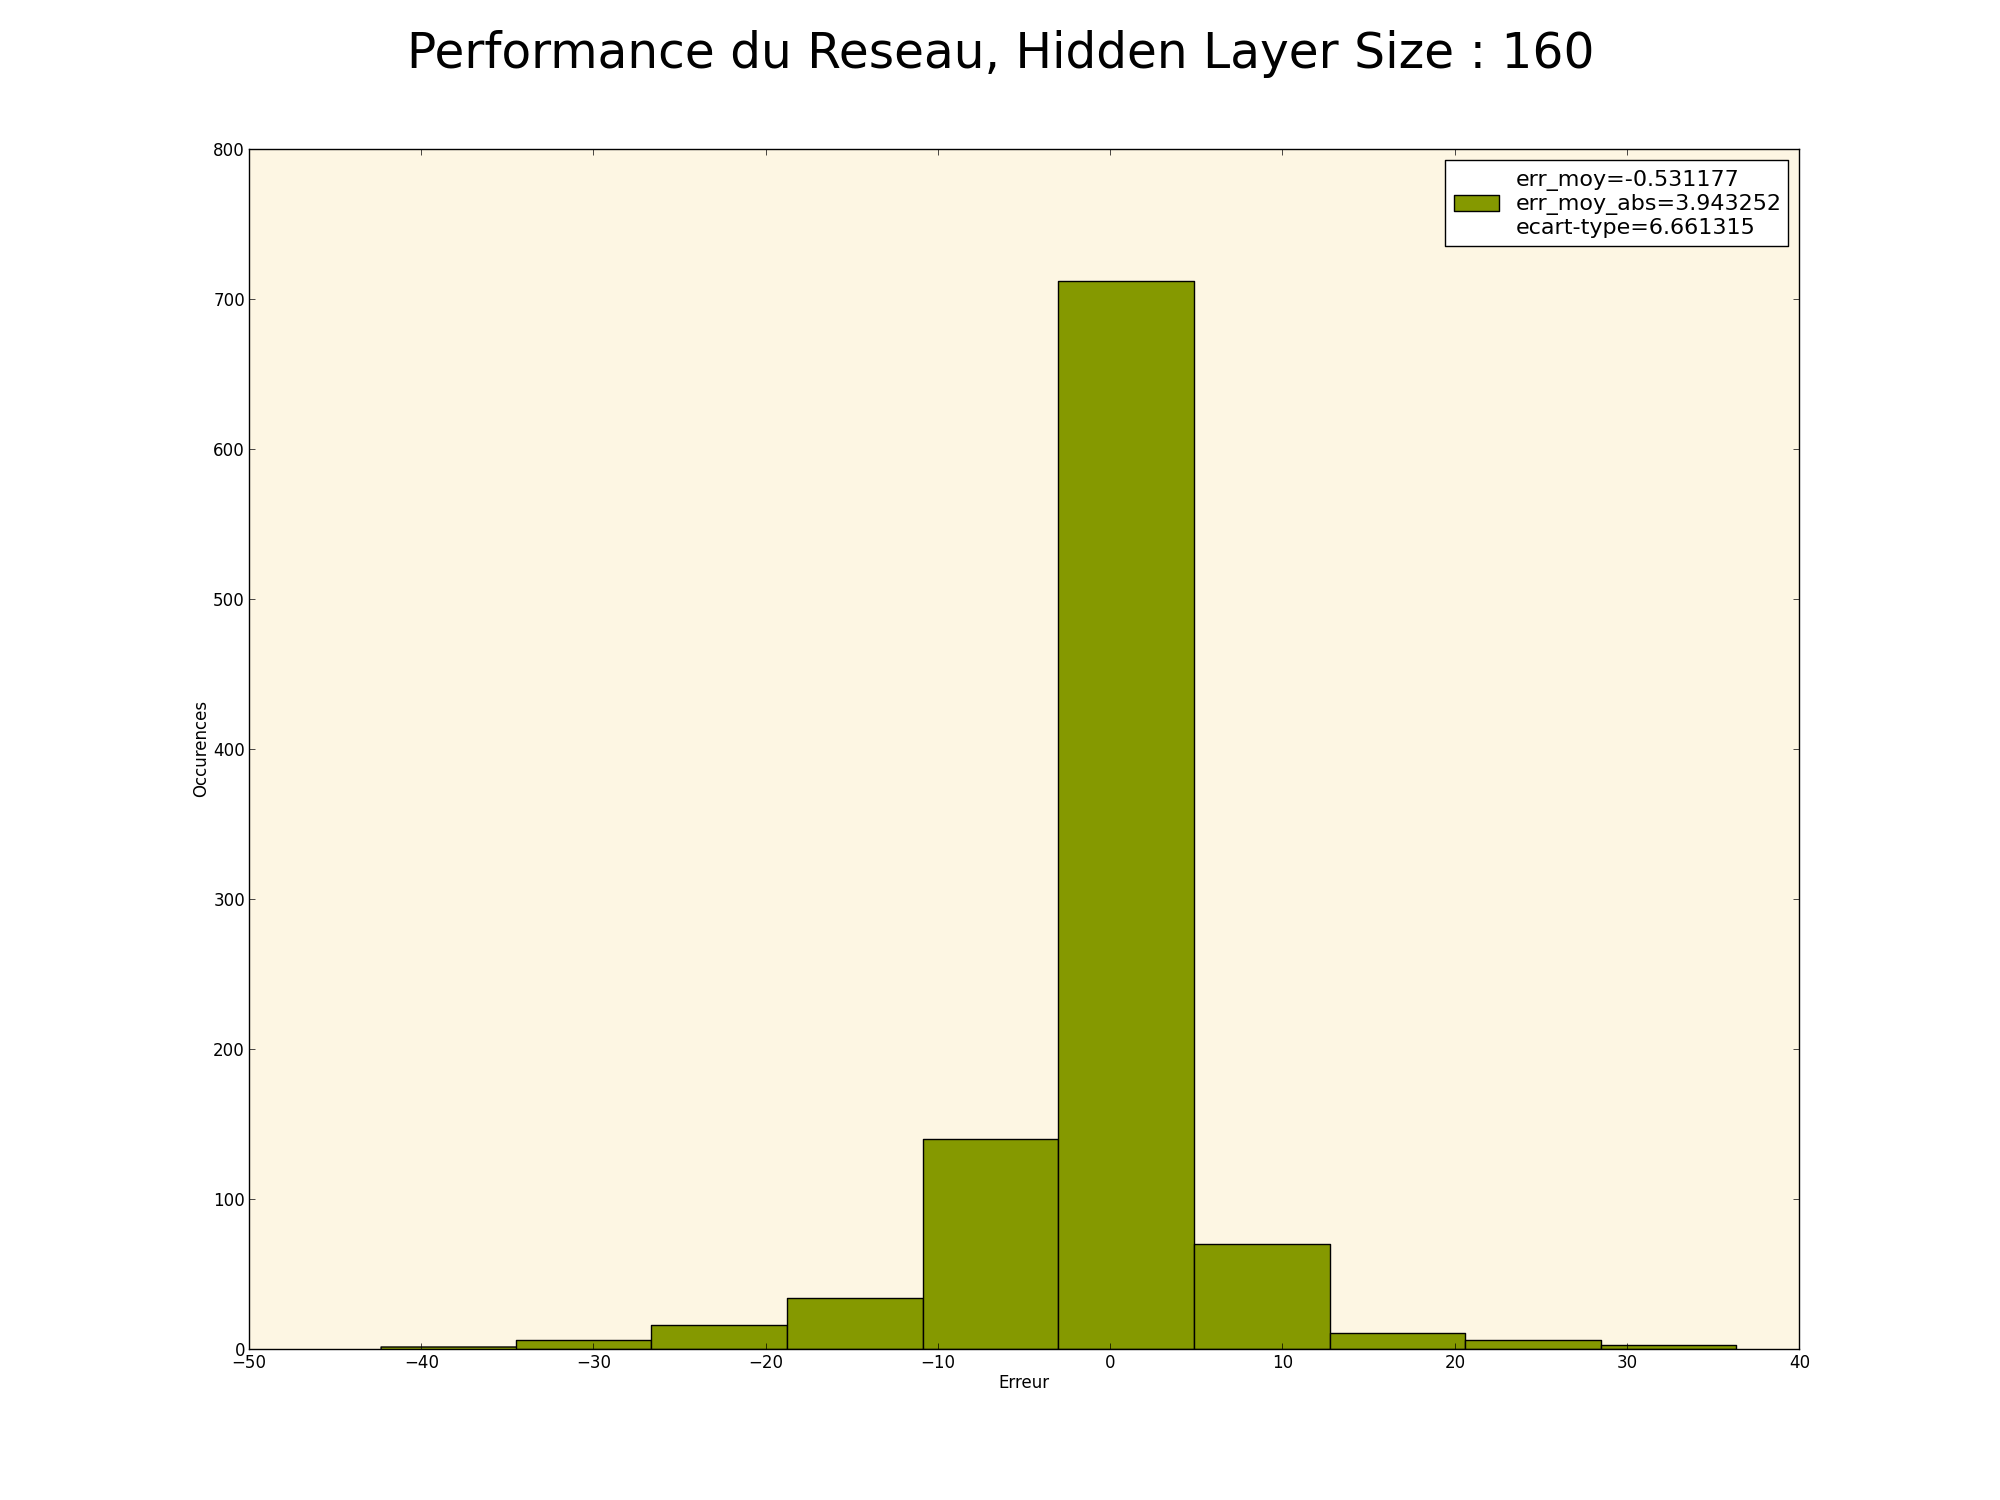 Performance du Reseau, Hidden Layer Size : 160
800
700
600
500
400
300
200
100
0
err_moy=-0.531177
err_moy_abs=3.943252
ecart-type=6.661315
Occurences
−50 −40 −30 −20 −10 0 10 20 30 40
Erreur